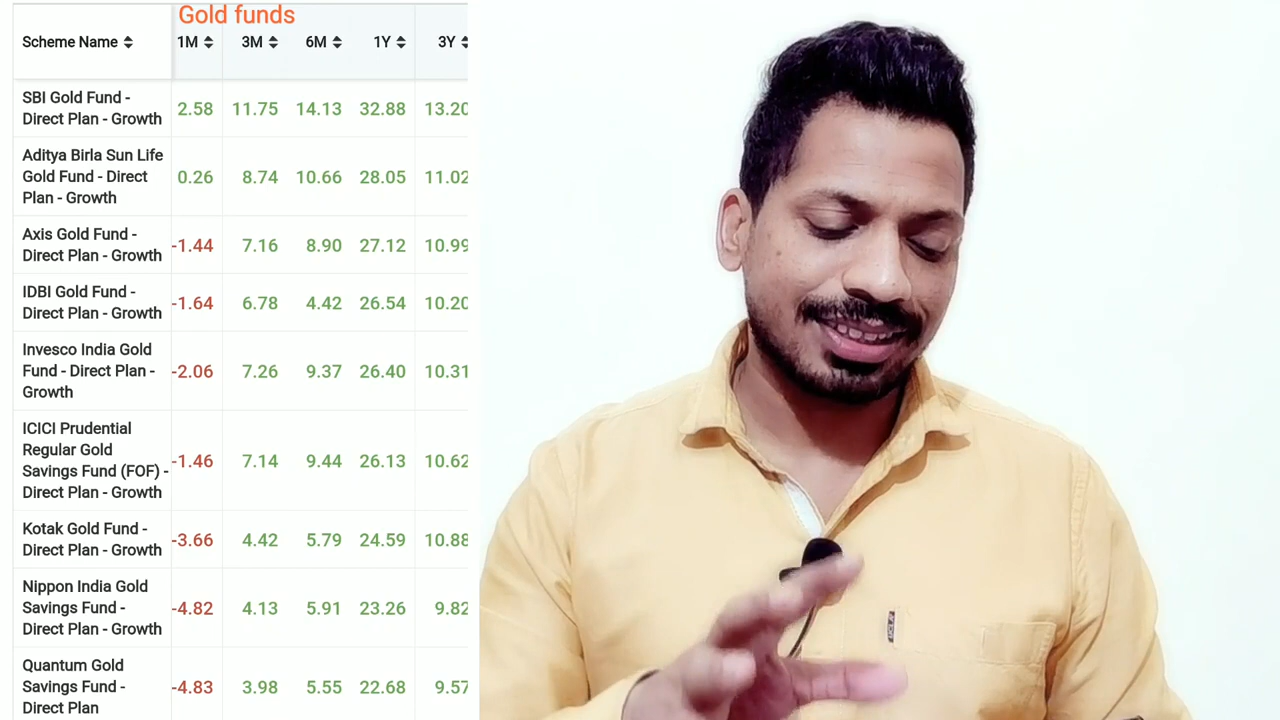 Gold funds
Scheme Name 1M 3M 6M 1Y 3Y
SBI Gold Fund -
Direct Plan - Growth
2.58 11.75 14.13 32.88 13.20
Aditya Birla Sun Life
Gold Fund - Direct
Plan - Growth
0.26 8.74 10.66 28.05 11.02
Axis Gold Fund -
Direct Plan - Growth
-1.44 7.16 8.90 27.12 10.99
IDBI Gold Fund -
Direct Plan - Growth
-1.64 6.78 4.42 26.54 10.20
Invesco India Gold
Fund - Direct Plan -
Growth
-2.06 7.26 9.37 26.40 10.31
ICICI Prudential
Regular Gold
Savings Fund (FOF) -
Direct Plan - Growth
-1.46 7.14 9.44 26.13 10.62
Kotak Gold Fund -
Direct Plan - Growth
-3.66 4.42 5.79 24.59 10.88
Nippon India Gold
Savings Fund -
Direct Plan - Growth
-4.82 4.13 5.91 23.26 9.82
Quantum Gold
Savings Fund -
Direct Plan
-4.83 3.98 5.55 22.68 9.57